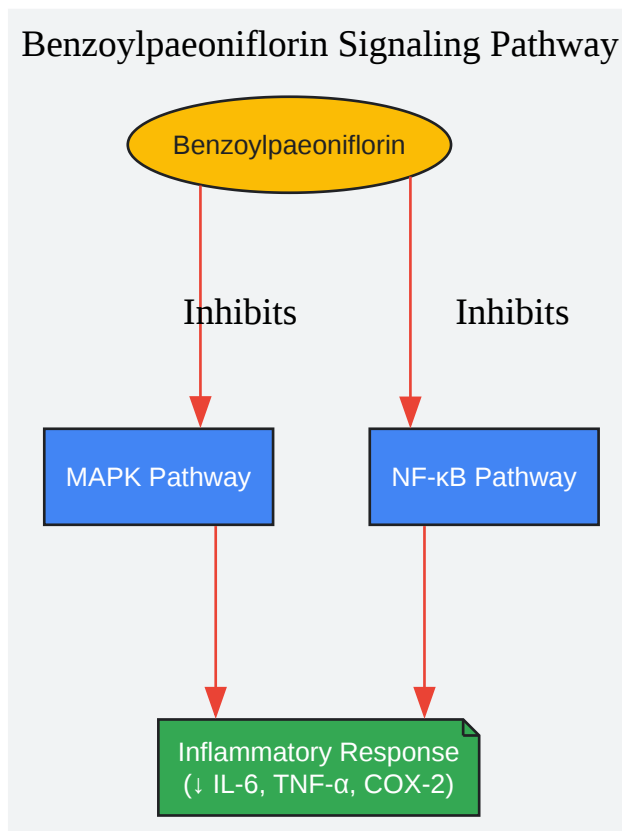 Benzoylpaeoniflorin Signaling Pathway
Benzoylpaeoniflorin
Inhibits
Inhibits
MAPK Pathway
NF-κB Pathway
Inflammatory Response
(↓ IL-6, TNF-α, COX-2)